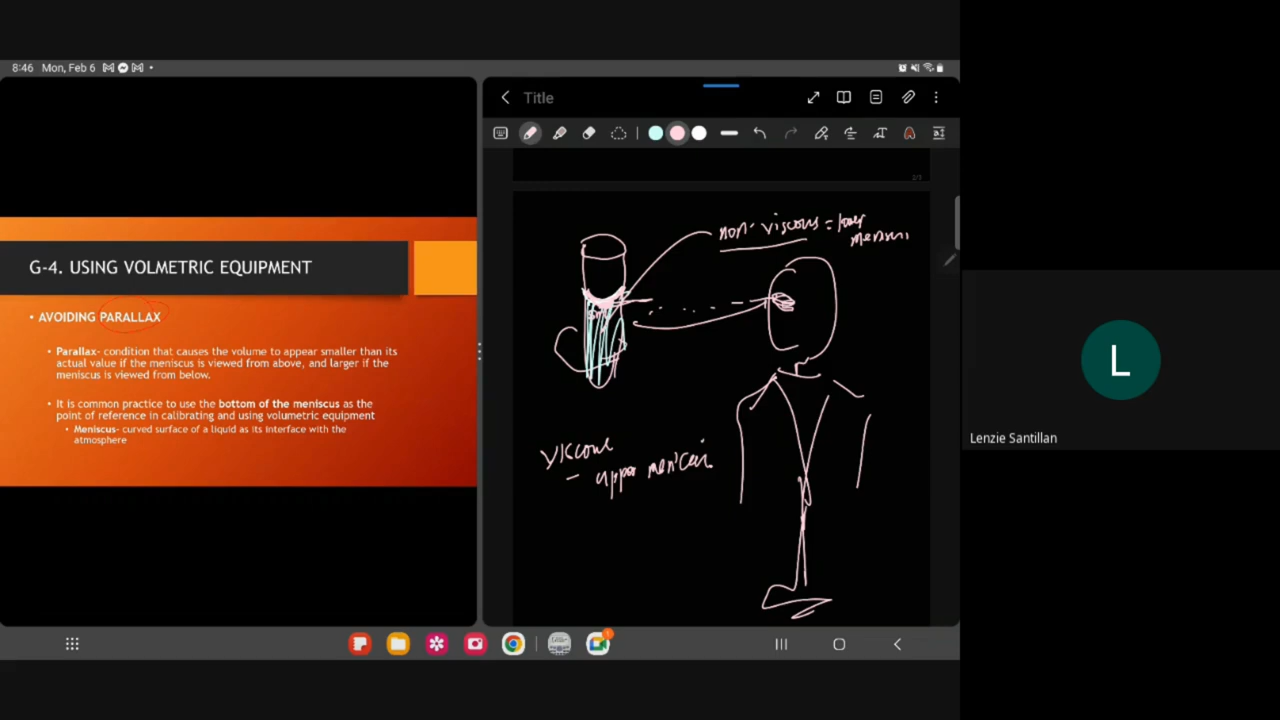 8:46 Mon, Feb 6
Title
2/3
G-4. USING VOLMETRIC EQUIPMENT
• AVOIDING PARALLAX
• Parallax- condition that causes the volume to appear smaller than its
actual value if the meniscus is viewed from above, and larger if the
meniscus is viewed from below.
• It is common practice to use the bottom of the meniscus as the
point of reference in calibrating and using volumetric equipment
• Meniscus- curved surface of a liquid as its interface with the
atmosphere
non-viscous = lower
viscous
- upper
L
Lenzie Santillan